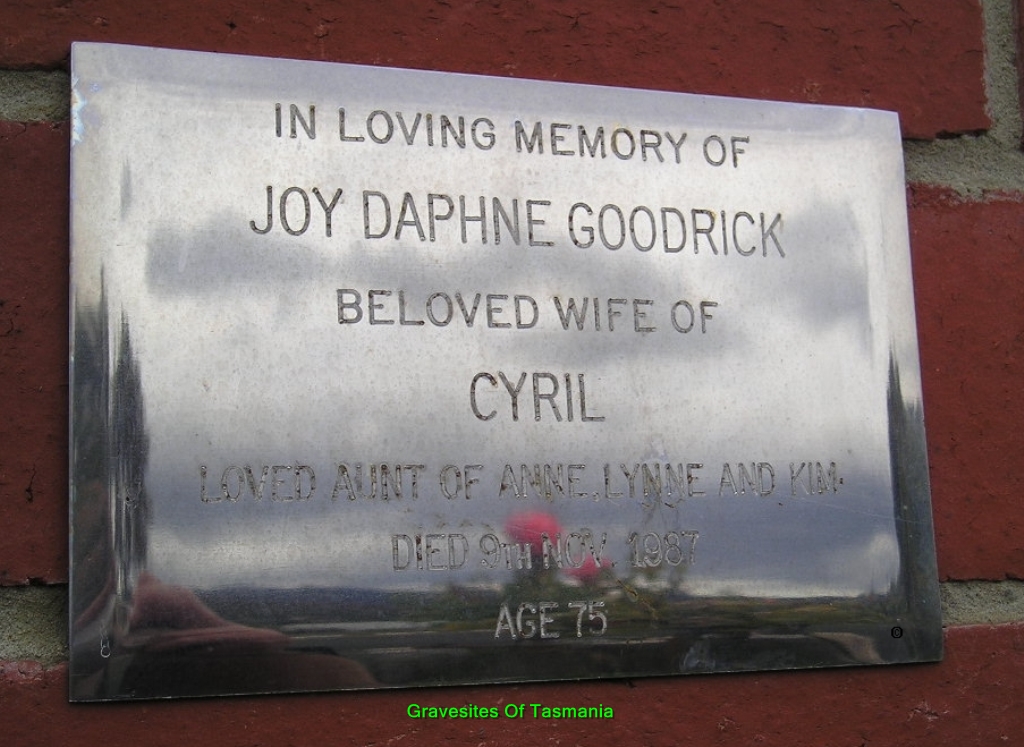 IN LOVING MEMORY OF
JOY DAPHNE GOODRICK
BELOVED WIFE OF
CYRIL
LOVED AUNT OF ANNE, LYNNE AND KIM.
DIED 9TH NOV. 1987
AGE 75
©
Gravesites Of Tasmania